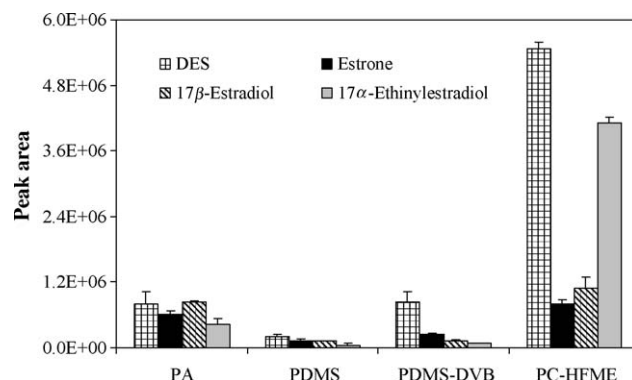 6.0E+06
4.8E+06
3.6E+06
2.4E+06
1.2E+06
0.0E+00
Peak area
DES
Estrone
17β-Estradiol
17α-Ethinylestradiol
PA
PDMS
PDMS-DVB
PC-HFME